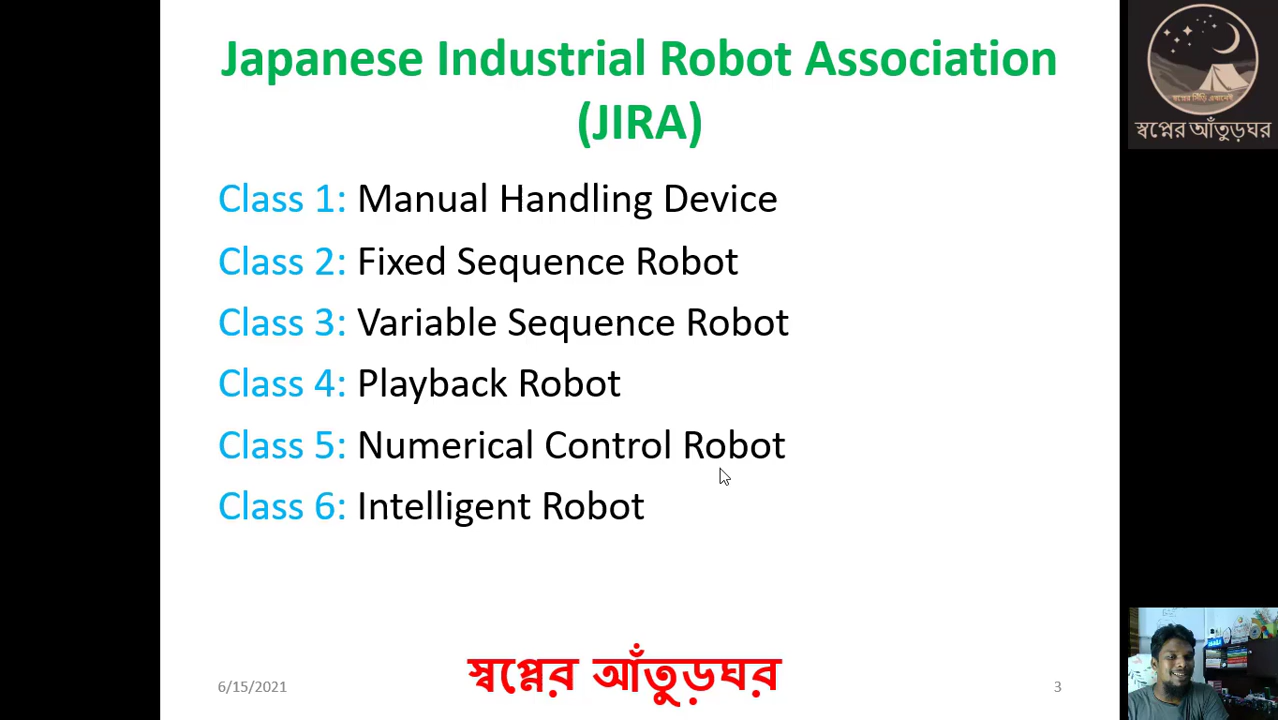 Japanese Industrial Robot Association
(JIRA)
Class 1: Manual Handling Device
Class 2: Fixed Sequence Robot
Class 3: Variable Sequence Robot
Class 4: Playback Robot
Class 5: Numerical Control Robot
Class 6: Intelligent Robot
6/15/2021
স্বপ্নের আঁতুড়ঘর
3
স্বপ্নের সিঁড়ি এখানেই
স্বপ্নের আঁতুড়ঘর